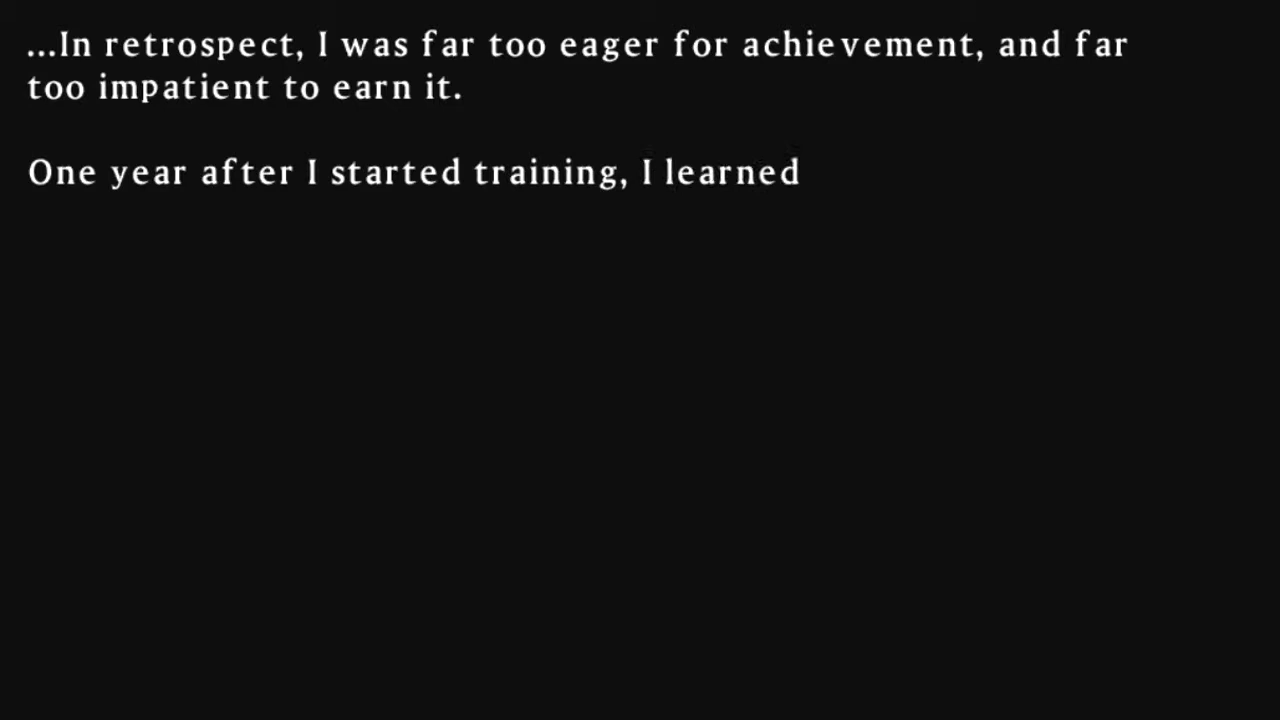 ...In retrospect, I was far too eager for achievement, and far
too impatient to earn it.
One year after I started training, I learned